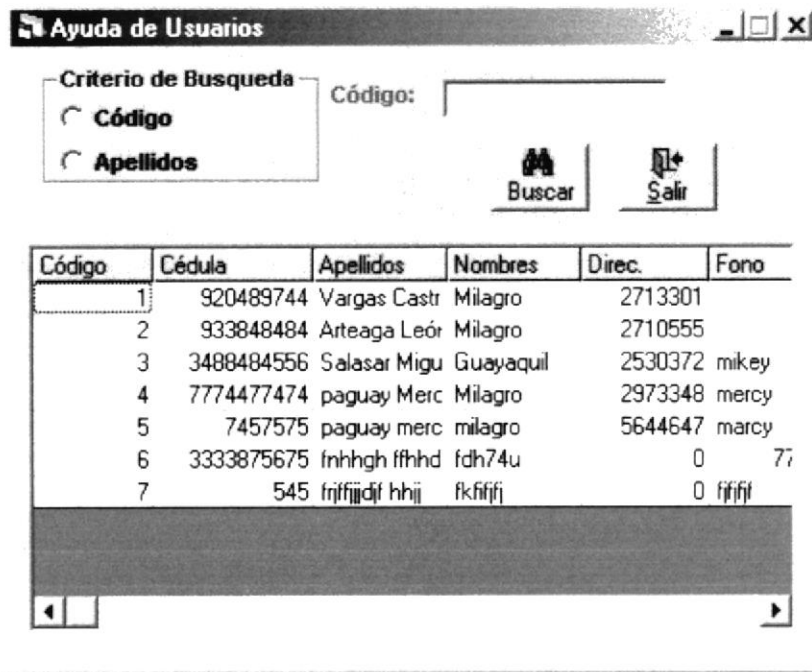 Ayuda de Usuarios
Criterio de Busqueda
Código
Apellidos
Código:
Buscar
Salir
Código Cédula Apellidos Nombres Direc. Fono
1 920489744 Vargas Castr Milagro 2713301
2 933848484 Arteaga Leór Milagro 2710555
3 3488484556 Salasar Migu Guayaquil 2530372 mikey
4 7774477474 paguay Merc Milagro 2973348 mercy
5 7457575 paguay merc milagro 5644647 marcy
6 3333875675 fnhhgh ffhhd fdh74u 0 77
7 545 0